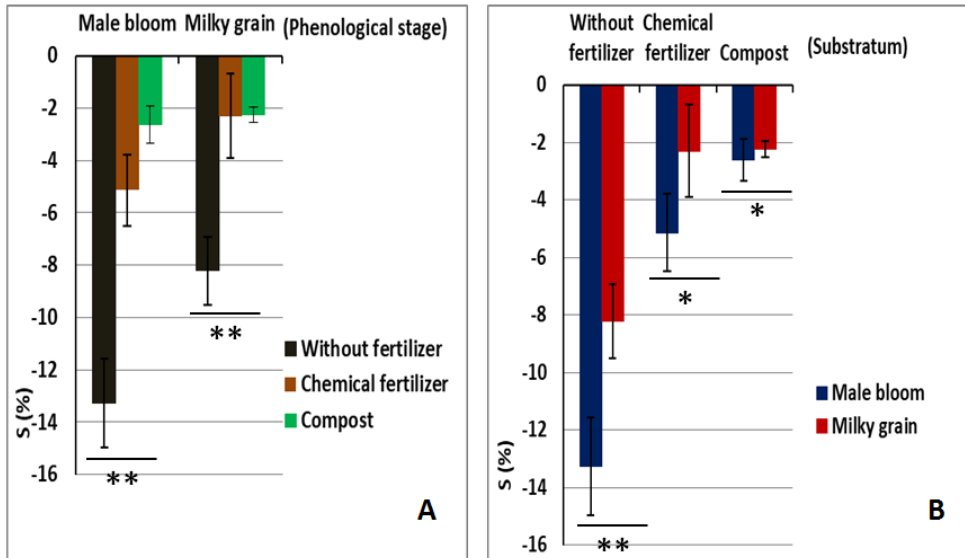 Male bloom Milky grain (Phenological stage)
0
-2
-4
-6
-8
-10
-12
-14
-16
S (%)
**
**
Without fertilizer
Chemical fertilizer
Compost
A
Without fertilizer
Chemical fertilizer
Compost
(Substratum)
0
-2
-4
-6
-8
-10
-12
-14
-16
S (%)
**
*
*
Male bloom
Milky grain
B